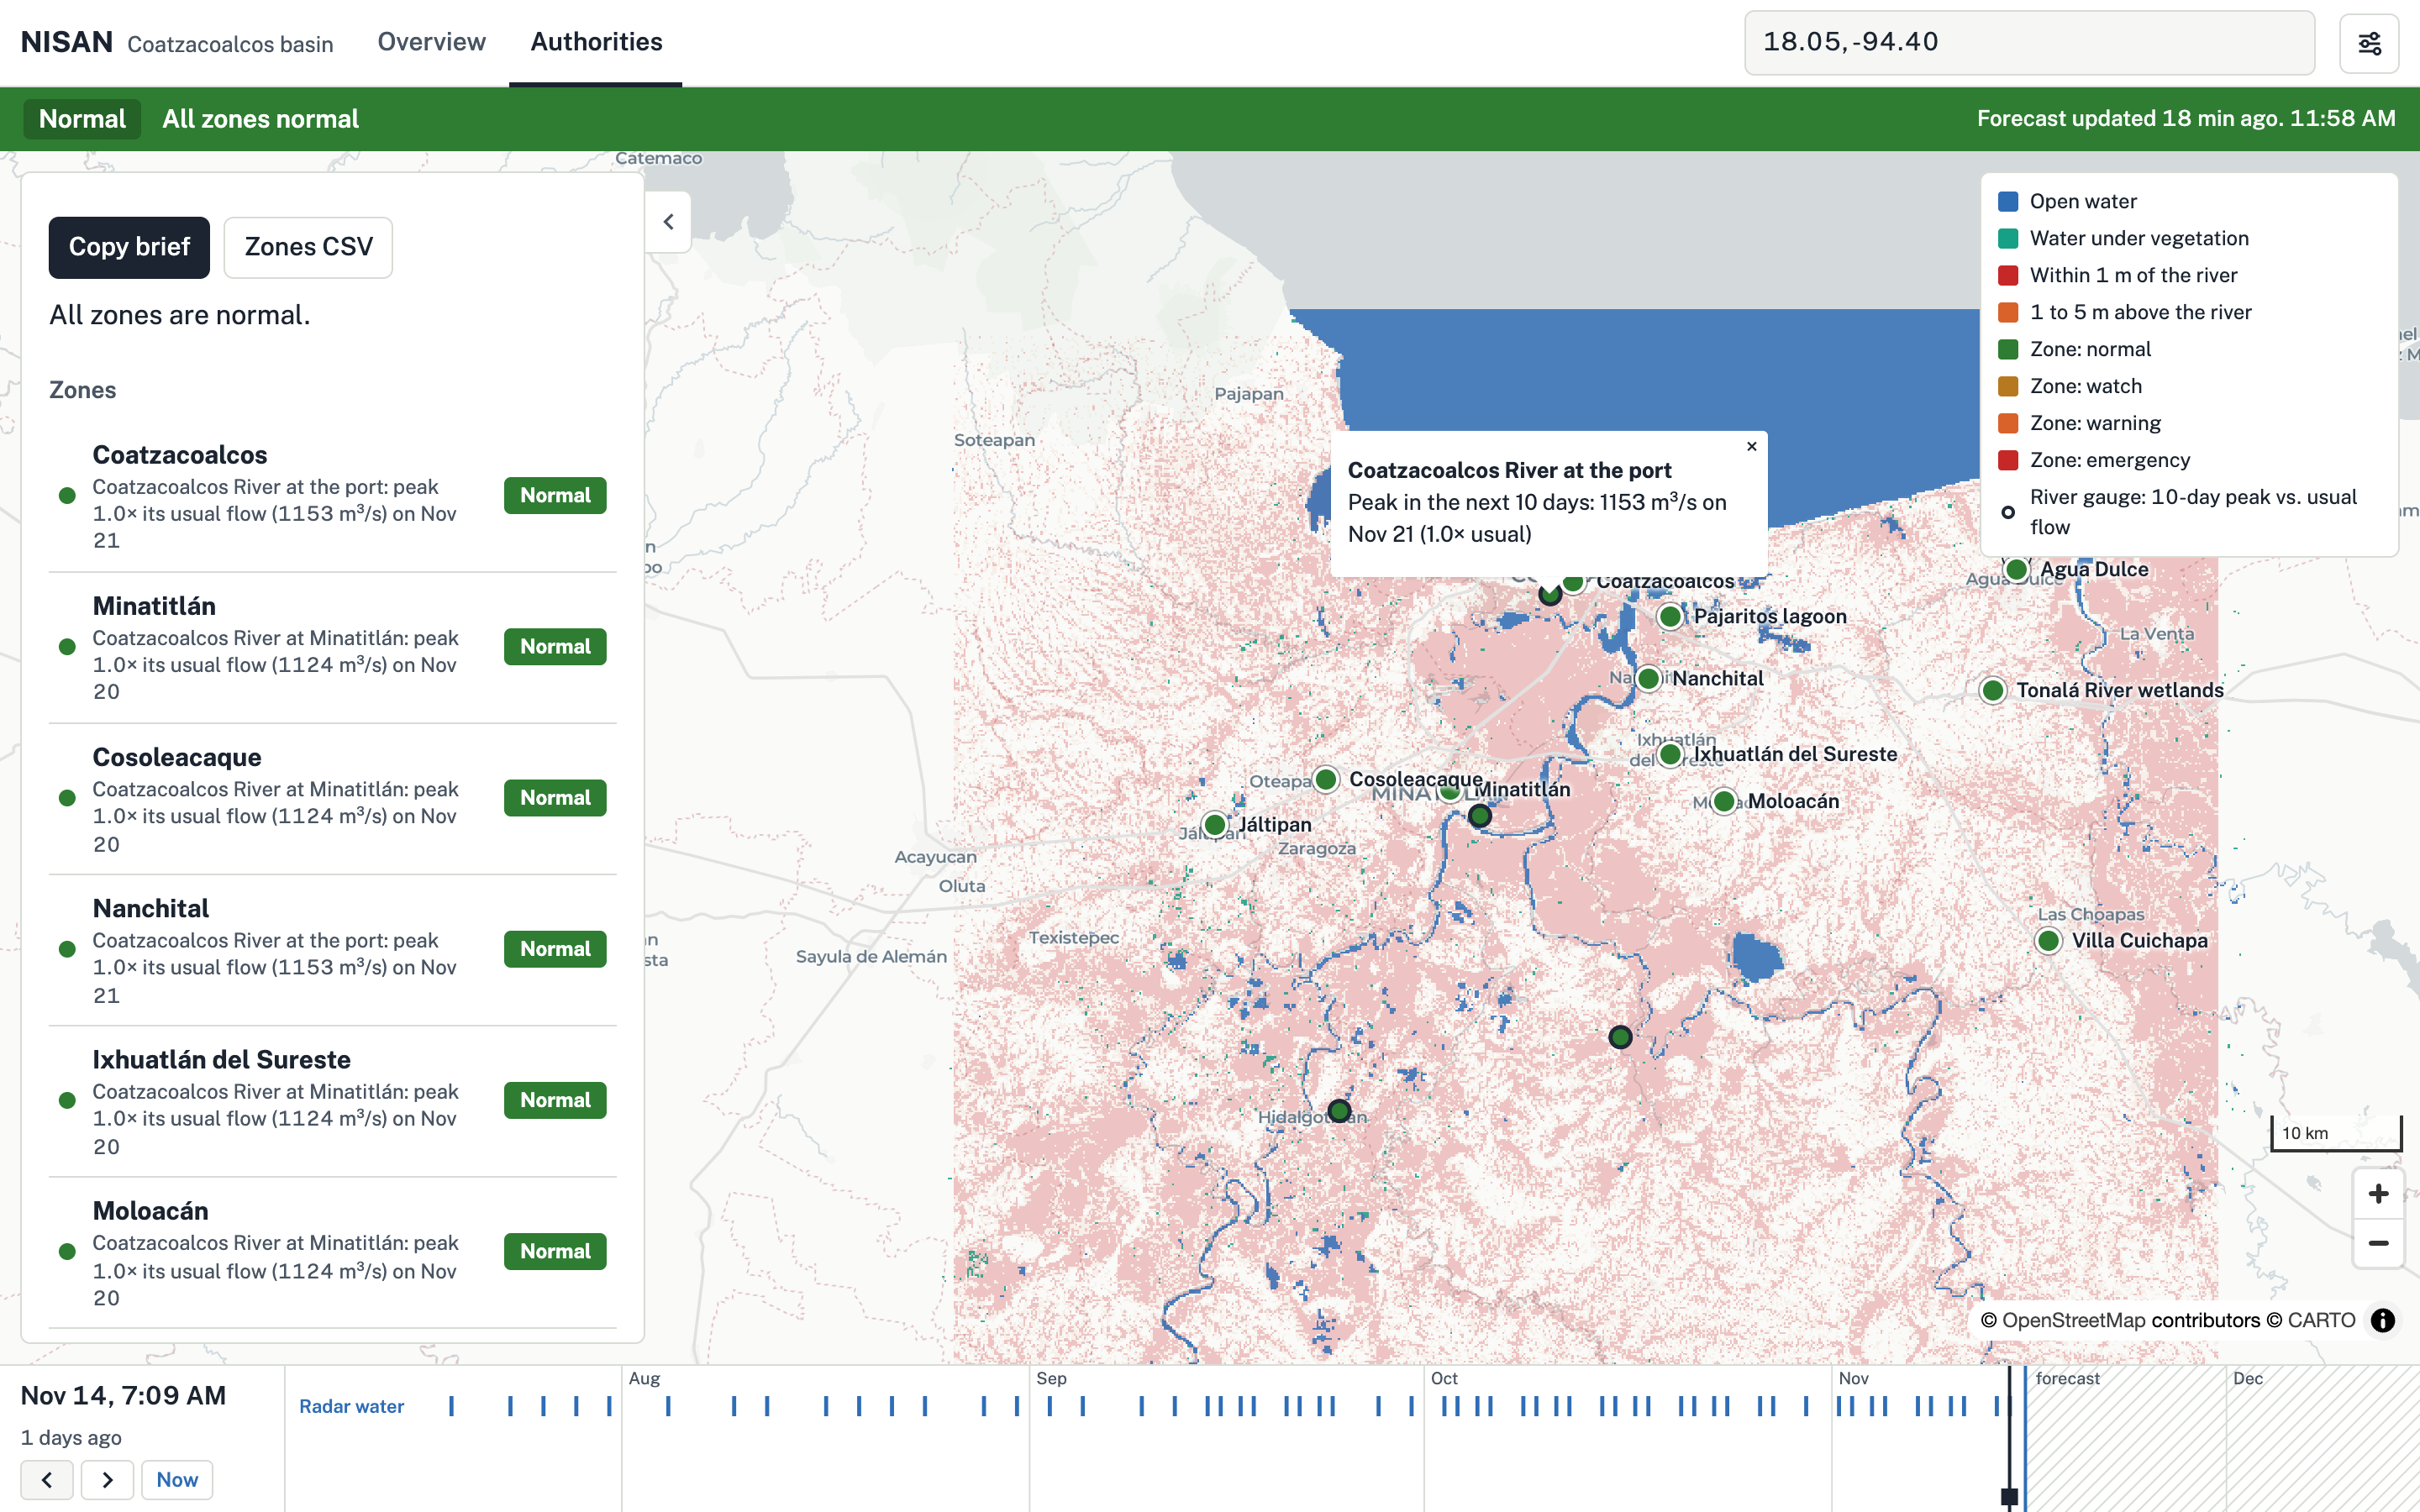 NISAN Coatzacoalcos basin Overview Authorities
18.05,-94.40
Normal All zones normal
Forecast updated 18 min ago. 11:58 AM
Copy brief Zones CSV
All zones are normal.
Zones
Coatzacoalcos
Coatzacoalcos River at the port: peak
1.0× its usual flow (1153 m³/s) on Nov
21
Normal
Minatitlán
Coatzacoalcos River at Minatitlán: peak
1.0× its usual flow (1124 m³/s) on Nov
20
Normal
Cosoleacaque
Coatzacoalcos River at Minatitlán: peak
1.0× its usual flow (1124 m³/s) on Nov
20
Normal
Nanchital
Coatzacoalcos River at the port: peak
1.0× its usual flow (1153 m³/s) on Nov
21
Normal
Ixhuatlán del Sureste
Coatzacoalcos River at Minatitlán: peak
1.0× its usual flow (1124 m³/s) on Nov
20
Normal
Moloacán
Coatzacoalcos River at Minatitlán: peak
1.0× its usual flow (1124 m³/s) on Nov
20
Normal
Catemaco
Pajapan
Soteapan
Coatzacoalcos River at the port
Peak in the next 10 days: 1153 m³/s on
Nov 21 (1.0× usual)
Open water
Water under vegetation
Within 1 m of the river
1 to 5 m above the river
Zone: normal
Zone: watch
Zone: warning
Zone: emergency
River gauge: 10-day peak vs. usual
flow
Coatzacoalcos
Agua Dulce
Pajaritos lagoon
La Venta
Nanchital
Tonalá River wetlands
Ixhuatlán del Sureste
Cosoleacaque
Minatitlán
Moloacán
Jáltipan
Zaragoza
Acayucan
Oluta
Las Choapas
Villa Cuichapa
Texistepec
Sayula de Alemán
10 km
© OpenStreetMap contributors © CARTO
Nov 14, 7:09 AM
1 days ago
Now
Radar water
Aug
Sep
Oct
Nov
forecast
Dec